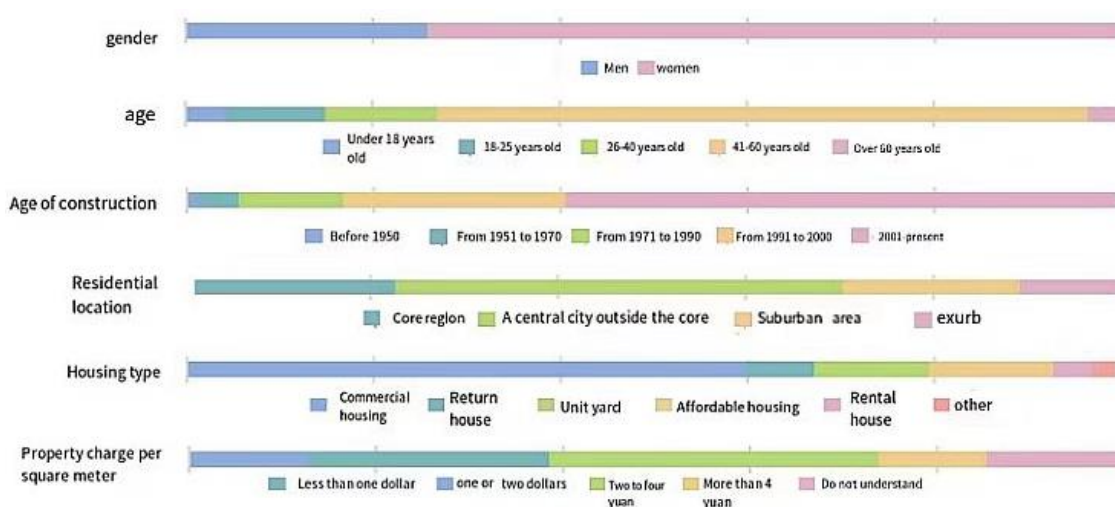 gender
Men women
age
Under 18 years
old
18-25 years old 26-40 years old 41-60 years old Over 60 years old
Age of construction
Before 1950 From 1951 to 1970 From 1971 to 1990 From 1991 to 2000 2001-present
Residential
location
Core region A central city outside the core Suburban area exurb
Housing type
Commercial
housing
Return
house
Unit yard Affordable housing
Rental
house
other
Property charge per
square meter
Less than one dollar one or two dollars
Two to four
yuan
More than 4
yuan
Do not understand